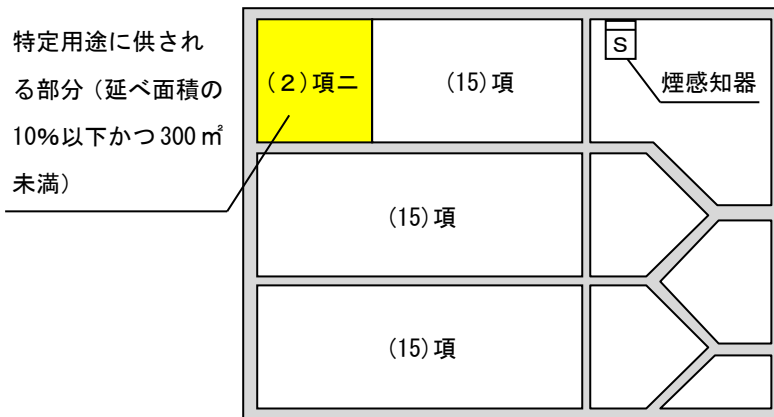 特定用途に供され
る部分（延べ面積の
10%以下かつ300㎡
未満）
(２)項ニ
(15)項
S
煙感知器
(15)項
(15)項